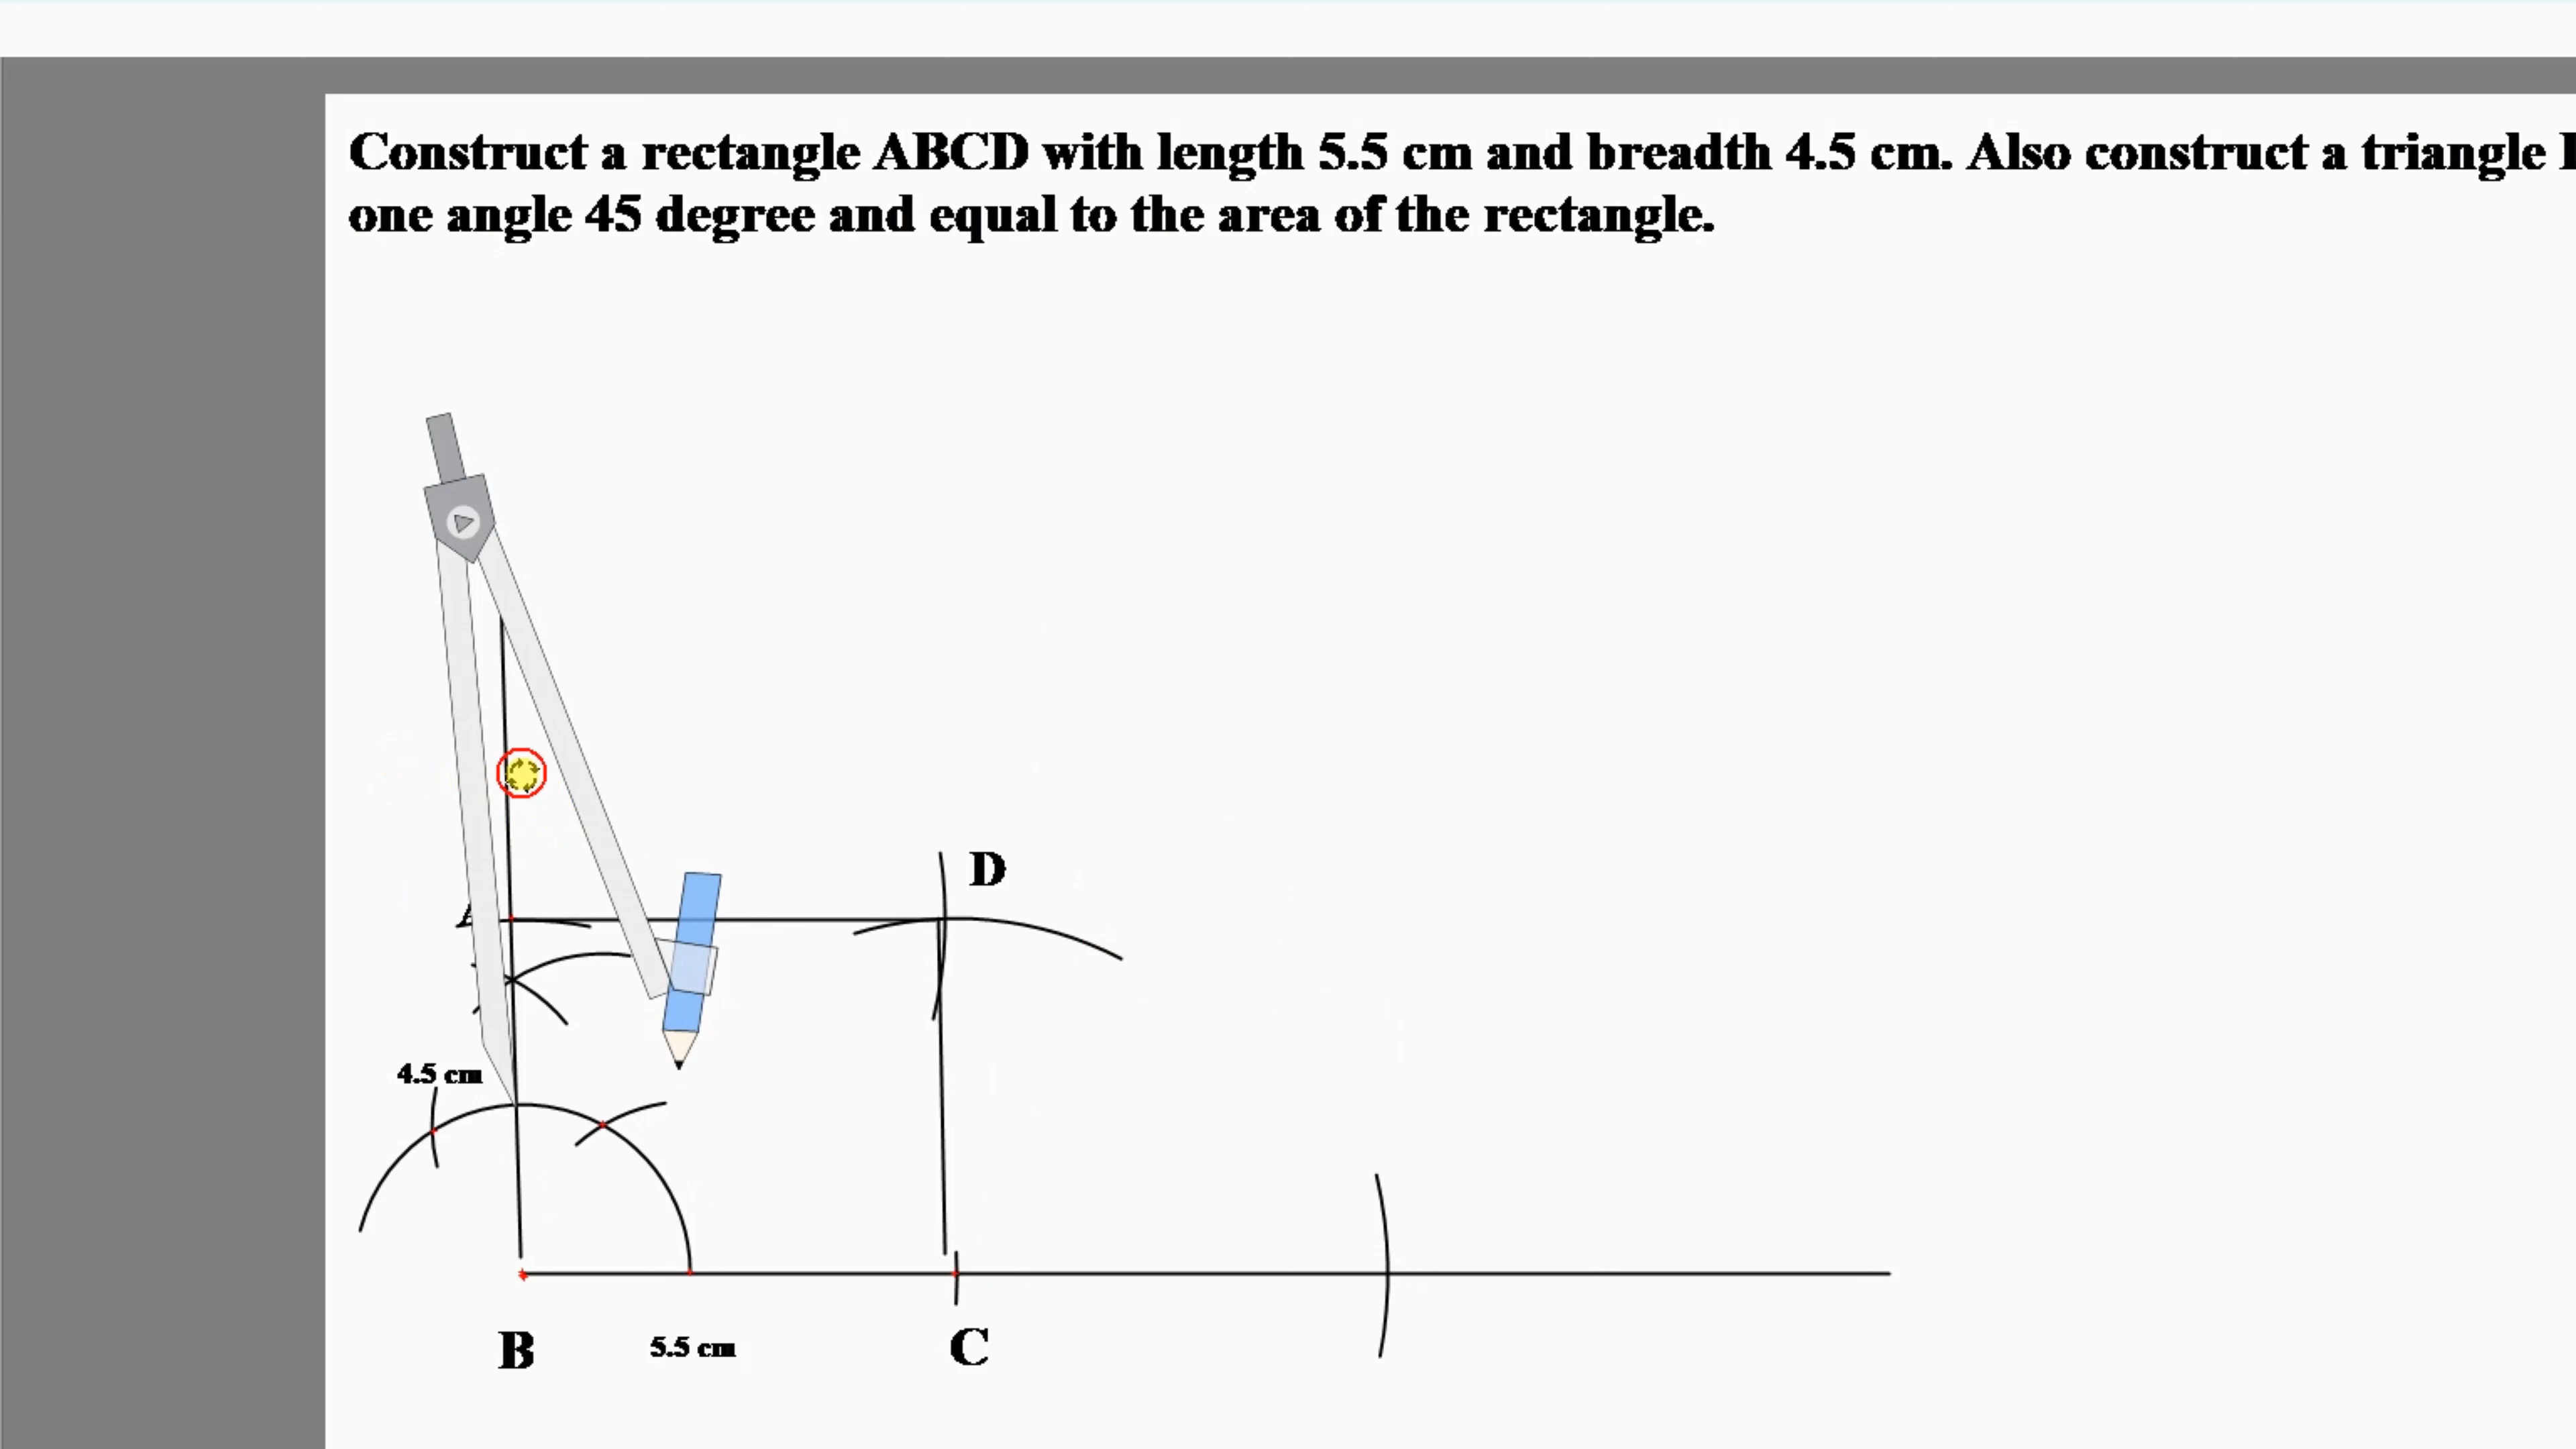 Construct a rectangle ABCD with length 5.5 cm and breadth 4.5 cm. Also construct a triangle
one angle 45 degree and equal to the area of the rectangle.
D
4.5 cm
B
5.5 cm
C